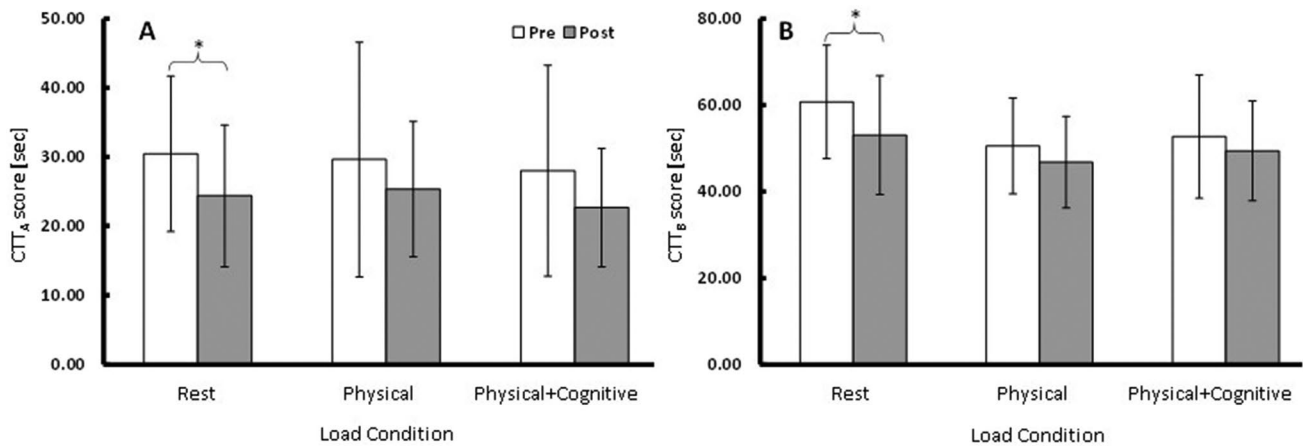 A
Pre Post
*
50.00
40.00
30.00
20.00
10.00
0.00
CTTA score [sec]
Rest Physical Physical+Cognitive
Load Condition
B
*
80.00
60.00
40.00
20.00
0.00
CTTB score [sec]
Rest Physical Physical+Cognitive
Load Condition